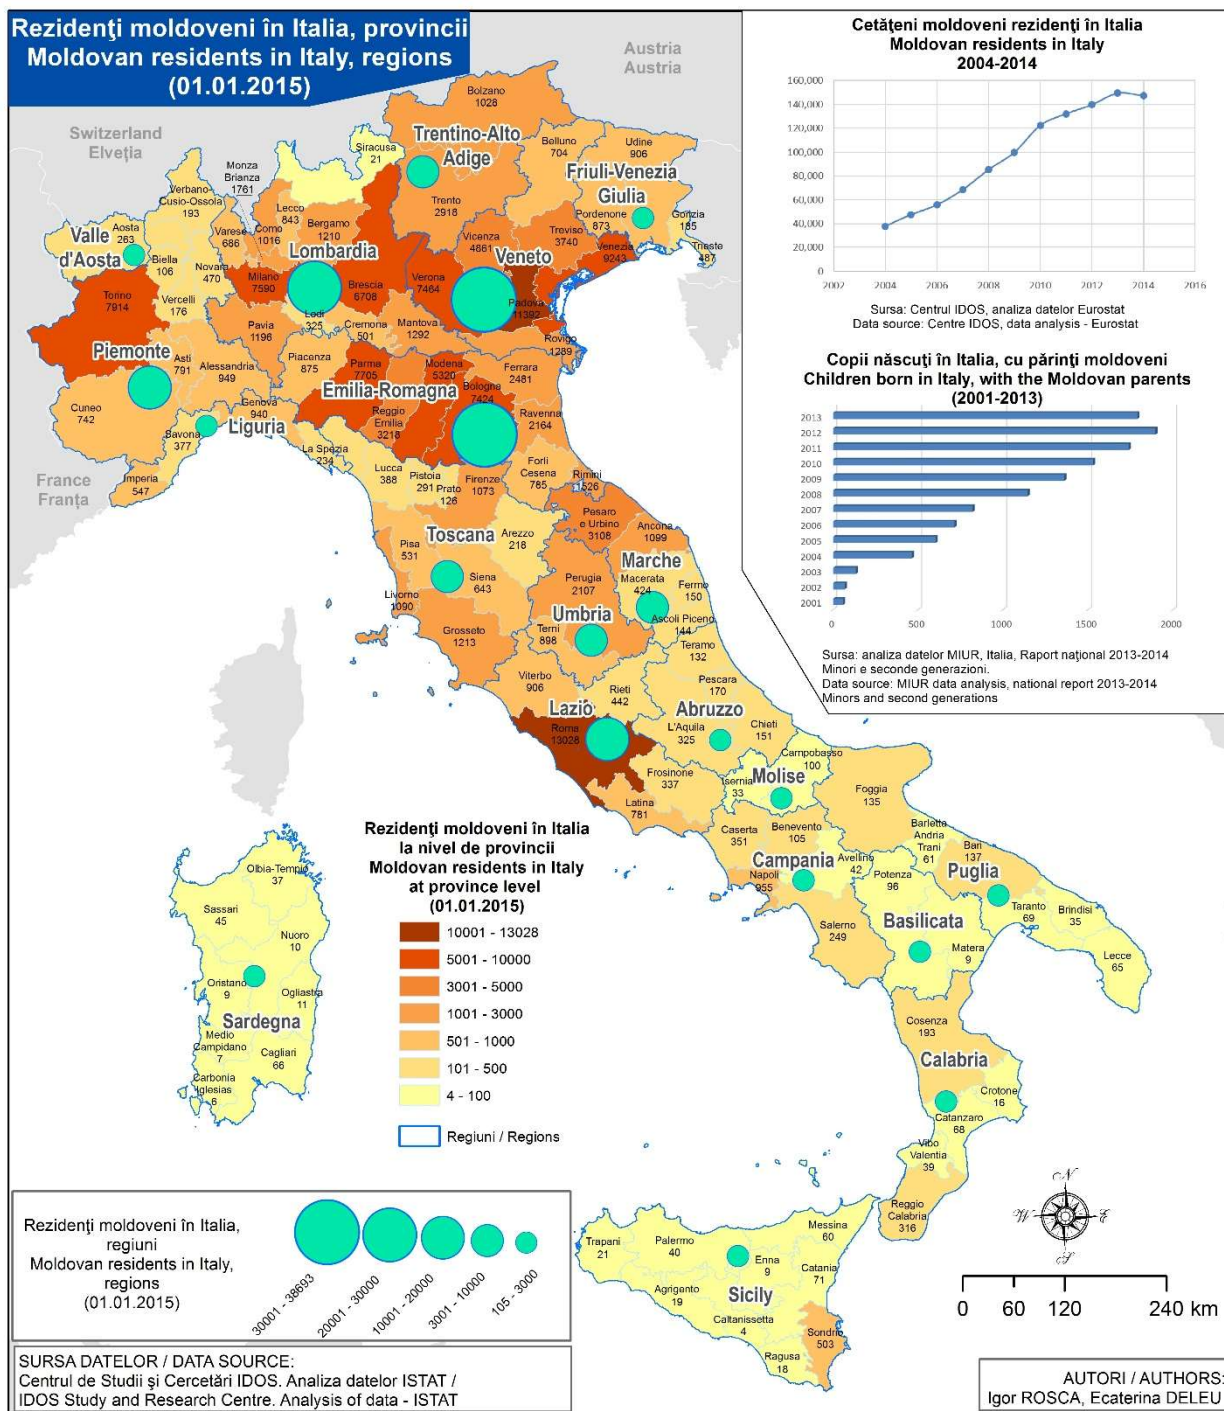 Rezidenţi moldoveni în Italia, provincii
Moldovan residents in Italy, regions
(01.01.2015)
Austria
Austria
Switzerland
Elveţia
France
Franţa
Cetăţeni moldoveni rezidenţi în Italia
Moldovan residents in Italy
2004-2014
160,000
140,000
120,000
100,000
80,000
60,000
40,000
20,000
0
2002 2004 2006 2008 2010 2012 2014 2016
Sursa: Centrul IDOS, analiza datelor Eurostat
Data source: Centre IDOS, data analysis - Eurostat
Copii născuţi în Italia, cu părinţi moldoveni
Children born in Italy, with the Moldovan parents
(2001-2013)
2013
2012
2011
2010
2009
2008
2007
2006
2005
2004
2003
2002
2001
0 500 1000 1500 2000
Sursa: analiza datelor MIUR, Italia, Raport naţional 2013-2014
Minori e seconde generazioni.
Data source: MIUR data analysis, national report 2013-2014
Minors and second generations
Bolzano
1028
Trentino-Alto
Adige
Trento
2918
Siracusa
21
Belluno
704
Udine
906
Friuli-Venezia
Giulia
Pordenone
873
Gorizia
185
Trieste
487
Monza
Brianza
1761
Verbano-
Cusio-Ossola
193
Lecco
843
Bergamo
1210
Varese
686
Como
1016
Lombardia
Milano
7590
Brescia
6708
Lodi
325
Cremona
501
Mantova
1292
Pavia
1196
Vicenza
4861
Treviso
3740
Veneto
Venezia
9243
Verona
7464
Padova
11392
Rovigo
1289
Valle
d'Aosta
Aosta
263
Biella
106
Novara
470
Vercelli
176
Torino
7914
Piemonte
Asti
791
Alessandria
949
Cuneo
742
Genova
940
Liguria
Savona
377
Imperia
547
La Spezia
234
Piacenza
875
Parma
7705
Modena
5320
Emilia-Romagna
Reggio
Emilia
3218
Bologna
7424
Ferrara
2481
Ravenna
2164
Forli
Cesena
785
Rimini
1526
Lucca
388
Pistoia
291
Prato
126
Firenze
1073
Toscana
Pisa
531
Arezzo
218
Siena
643
Livorno
1090
Grosseto
1213
Pesaro
e Urbino
3108
Ancona
1099
Marche
Macerata
424
Fermo
150
Ascoli Piceno
144
Perugia
2107
Umbria
Terni
898
Viterbo
906
Rieti
442
Lazio
Roma
13028
Frosinone
337
Latina
781
Teramo
132
Pescara
170
Abruzzo
L'Aquila
325
Chieti
151
Campobasso
100
Molise
Isernia
33
Caserta
351
Benevento
105
Campania
Avellino
42
Napoli
955
Salerno
249
Foggia
135
Barletta
Andria
Trani
61
Bari
137
Puglia
Taranto
69
Brindisi
35
Lecce
65
Potenza
96
Basilicata
Matera
9
Cosenza
193
Calabria
Crotone
16
Catanzaro
68
Vibo
Valentia
39
Reggio
Calabria
316
Messina
60
Trapani
21
Palermo
40
Enna
9
Catania
71
Agrigento
19
Sicily
Caltanissetta
4
Sondrio
503
Ragusa
18
Olbia-Tempio
37
Sassari
45
Nuoro
10
Oristano
9
Ogliastra
11
Sardegna
Medio
Campidano
7
Cagliari
66
Carbonia
Iglesias
6
Rezidenţi moldoveni în Italia
la nivel de provincii
Moldovan residents in Italy
at province level
(01.01.2015)
10001 - 13028
5001 - 10000
3001 - 5000
1001 - 3000
501 - 1000
101 - 500
4 - 100
Regiuni / Regions
Rezidenţi moldoveni în Italia,
regiuni
Moldovan residents in Italy,
regions
(01.01.2015)
30001 - 38693
20001 - 30000
10001 - 20000
3001 - 10000
105 - 3000
N
W E
S
0 60 120 240 km
SURSA DATELOR / DATA SOURCE:
Centrul de Studii şi Cercetări IDOS. Analiza datelor ISTAT /
IDOS Study and Research Centre. Analysis of data - ISTAT
AUTORI / AUTHORS:
Igor ROSCA, Ecaterina DELEU